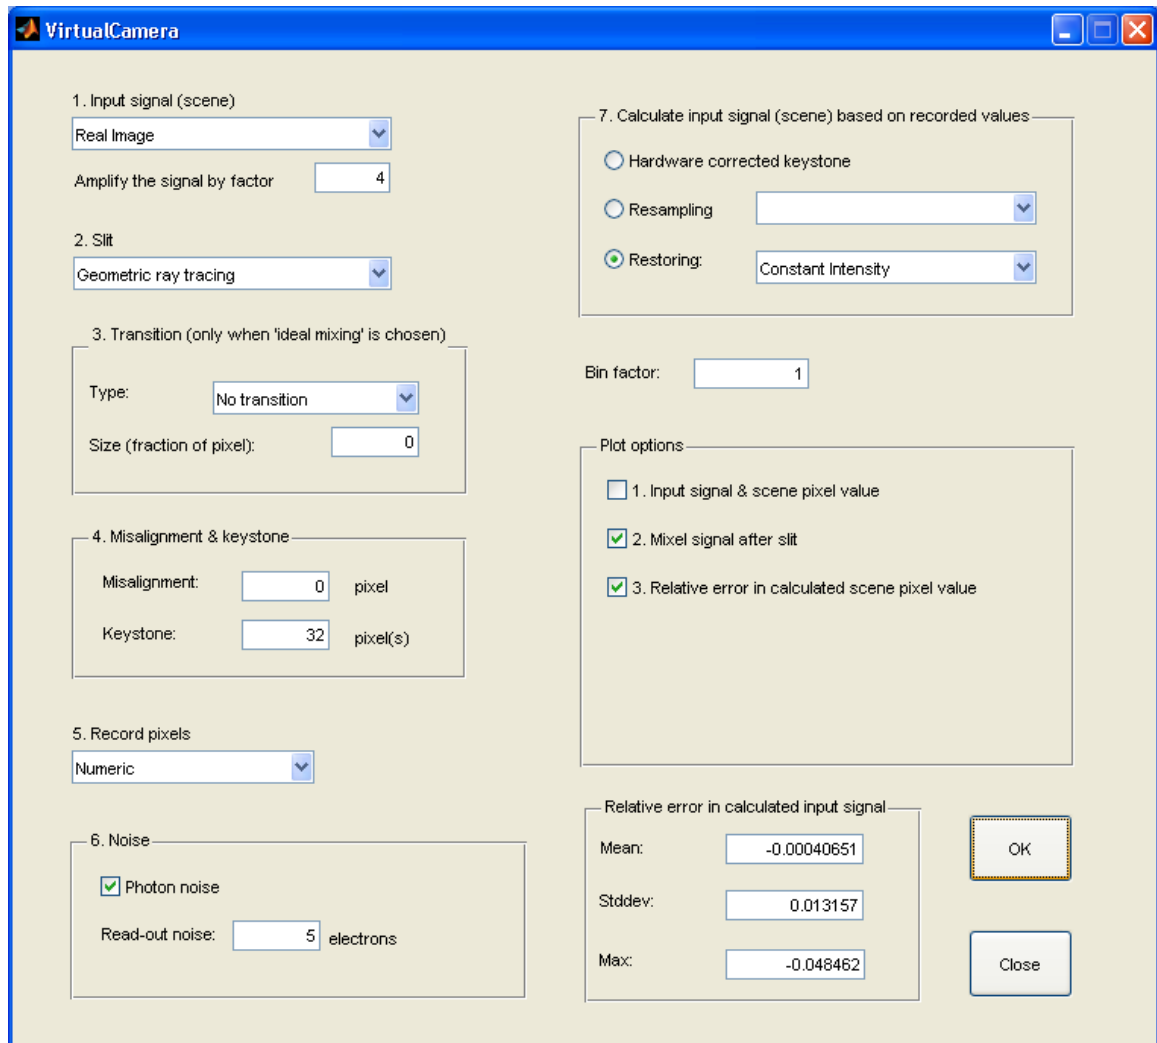 VirtualCamera
1. Input signal (scene)
Real Image
Amplify the signal by factor 4
2. Slit
Geometric ray tracing
3. Transition (only when 'ideal mixing' is chosen)
Type: No transition
Size (fraction of pixel): 0
4. Misalignment & keystone
Misalignment: 0 pixel
Keystone: 32 pixel(s)
5. Record pixels
Numeric
6. Noise
Photon noise
Read-out noise: 5 electrons
7. Calculate input signal (scene) based on recorded values
Hardware corrected keystone
Resampling
Restoring: Constant Intensity
Bin factor: 1
Plot options
1. Input signal & scene pixel value
2. Mixel signal after slit
3. Relative error in calculated scene pixel value
Relative error in calculated input signal
Mean: -0.00040651
Stddev: 0.013157
Max: -0.048462
OK
Close